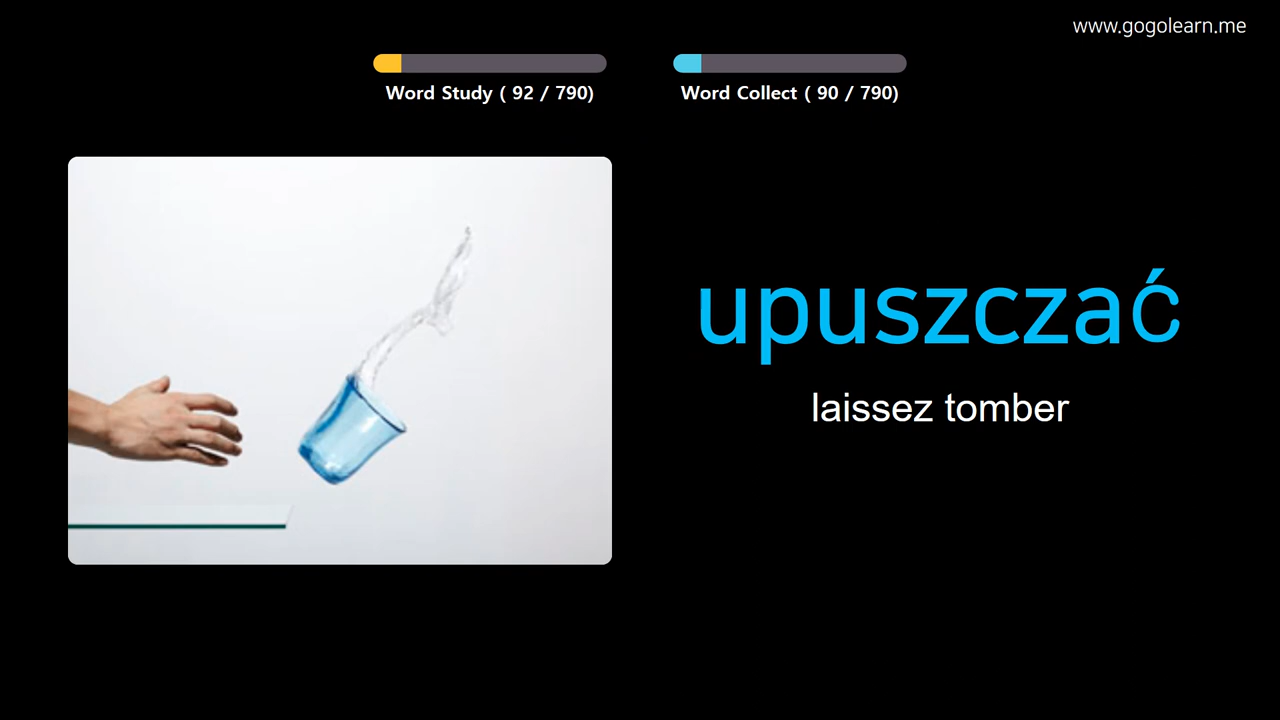 www.gogolearn.me
Word Study ( 92 / 790)
Word Collect ( 90 / 790)
upuszczać
laissez tomber